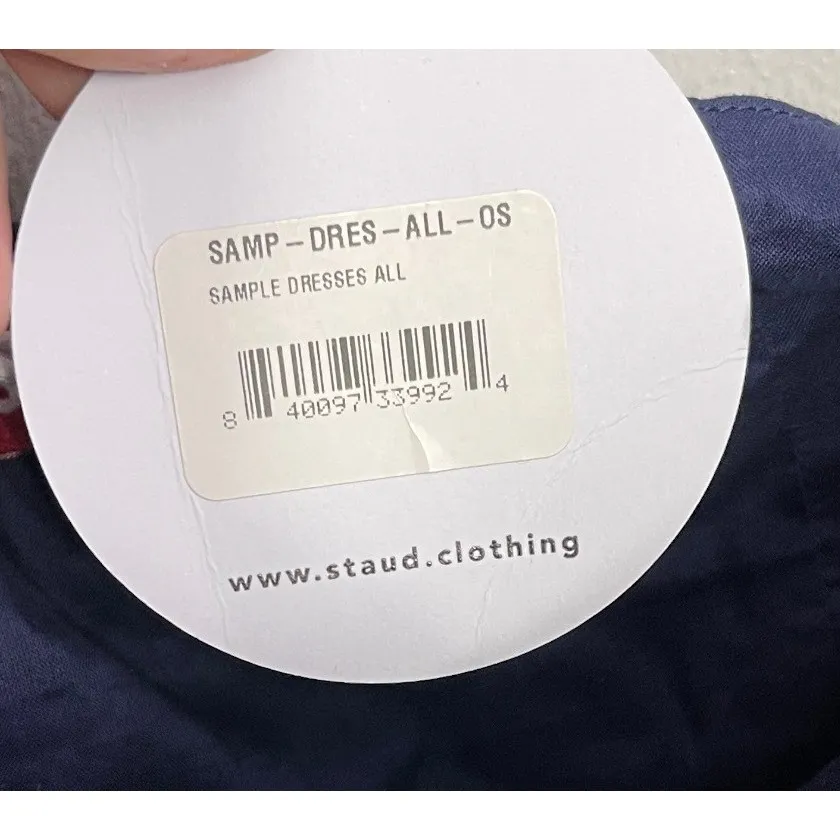 SAMP-DRES-ALL-OS
SAMPLE DRESSES ALL
8 40097 33992 4
www.staud.clothing